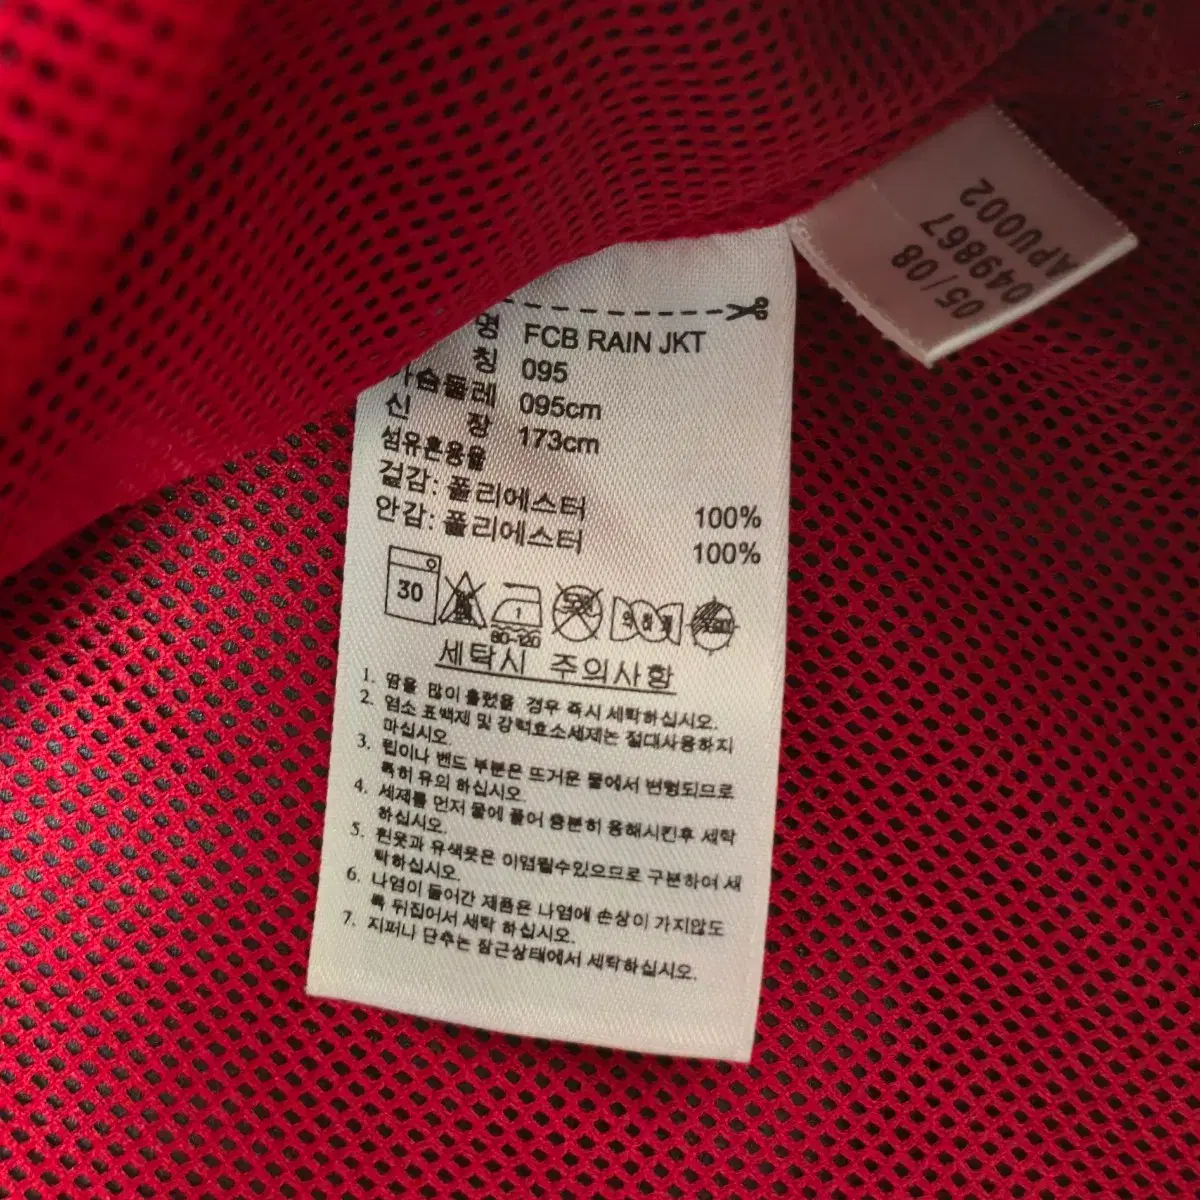 05/08
049867
APU002
명 FCB RAIN JKT
칭 095
가슴둘레 095cm
신 장 173cm
섬유혼용율
겉감: 폴리에스터 100%
안감: 폴리에스터 100%
30
1
80-120
세탁시 주의사항
1. 땀을 많이 흘렸을 경우 즉시 세탁하십시오.
2. 염소 표백제 및 강력효소세제는 절대사용하지
마십시오.
3. 립이나 밴드 부분은 뜨거운 물에서 변형되므로
특히 유의 하십시오.
4. 세제를 먼저 물에 풀어 충분히 용해시킨후 세탁
하십시오.
5. 흰옷과 유색옷은 이염될수있으므로 구분하여 세
탁하십시오.
6. 나염이 들어간 제품은 나염에 손상이 가지않도
록 뒤집어서 세탁 하십시오.
7. 지퍼나 단추는 잠근상태에서 세탁하십시오.